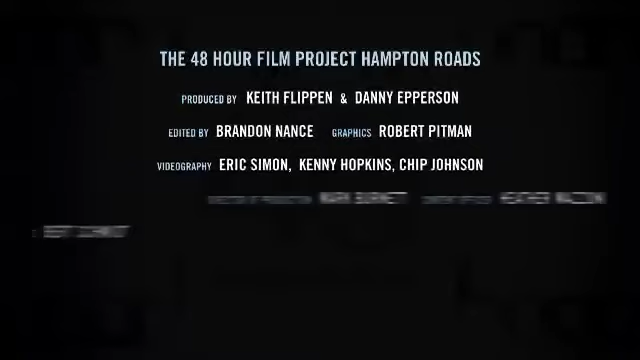 THE 48 HOUR FILM PROJECT HAMPTON ROADS
PRODUCED BY KEITH FLIPPEN & DANNY EPPERSON
EDITED BY BRANDON NANCE GRAPHICS ROBERT PITMAN
VIDEOGRAPHY ERIC SIMON, KENNY HOPKINS, CHIP JOHNSON